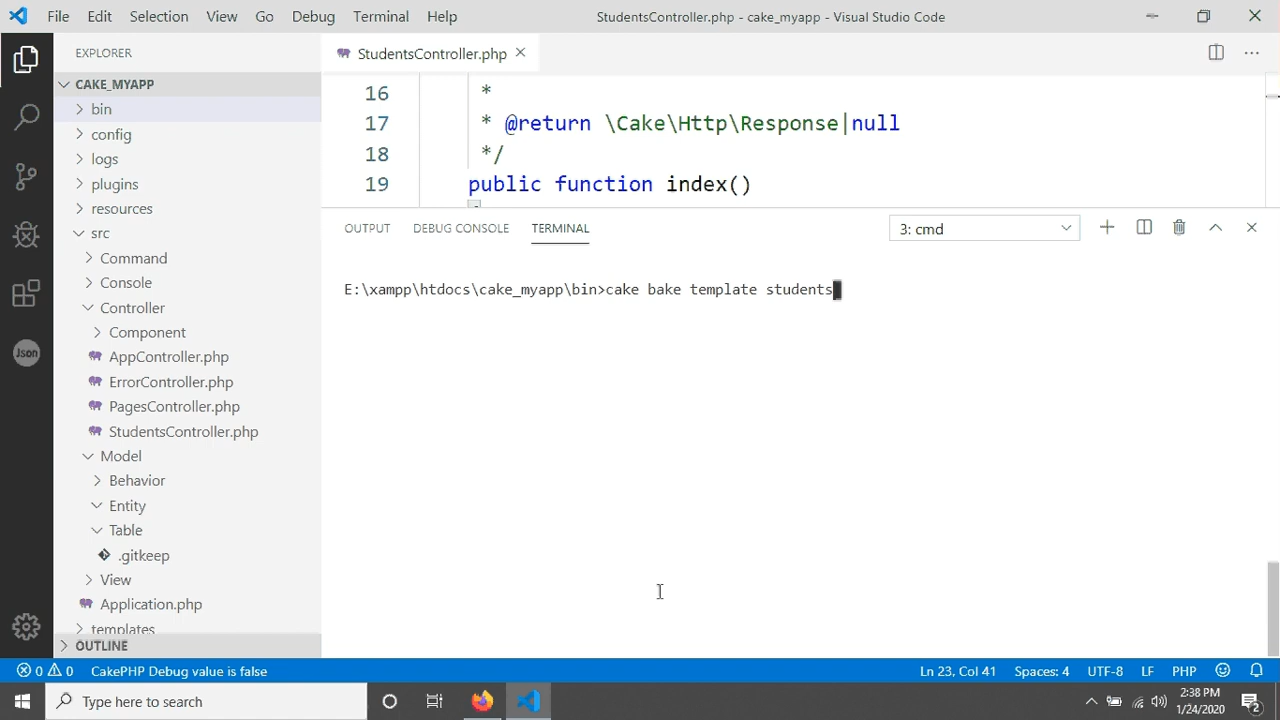 File Edit Selection View Go Debug Terminal Help StudentsController.php - cake_myapp - Visual Studio Code
EXPLORER
StudentsController.php
CAKE_MYAPP
bin
config
logs
plugins
resources
src
Command
Console
Controller
Component
AppController.php
ErrorController.php
PagesController.php
StudentsController.php
Model
Behavior
Entity
Table
.gitkeep
View
Application.php
templates
OUTLINE
16 *
17 * @return \Cake\Http\Response|null
18 */
19 public function index()
OUTPUT DEBUG CONSOLE TERMINAL 3: cmd
E:\xampp\htdocs\cake_myapp\bin>cake bake template students
Json
0 0 CakePHP Debug value is false Ln 23, Col 41 Spaces: 4 UTF-8 LF PHP
Type here to search
2:38 PM
1/24/2020
2